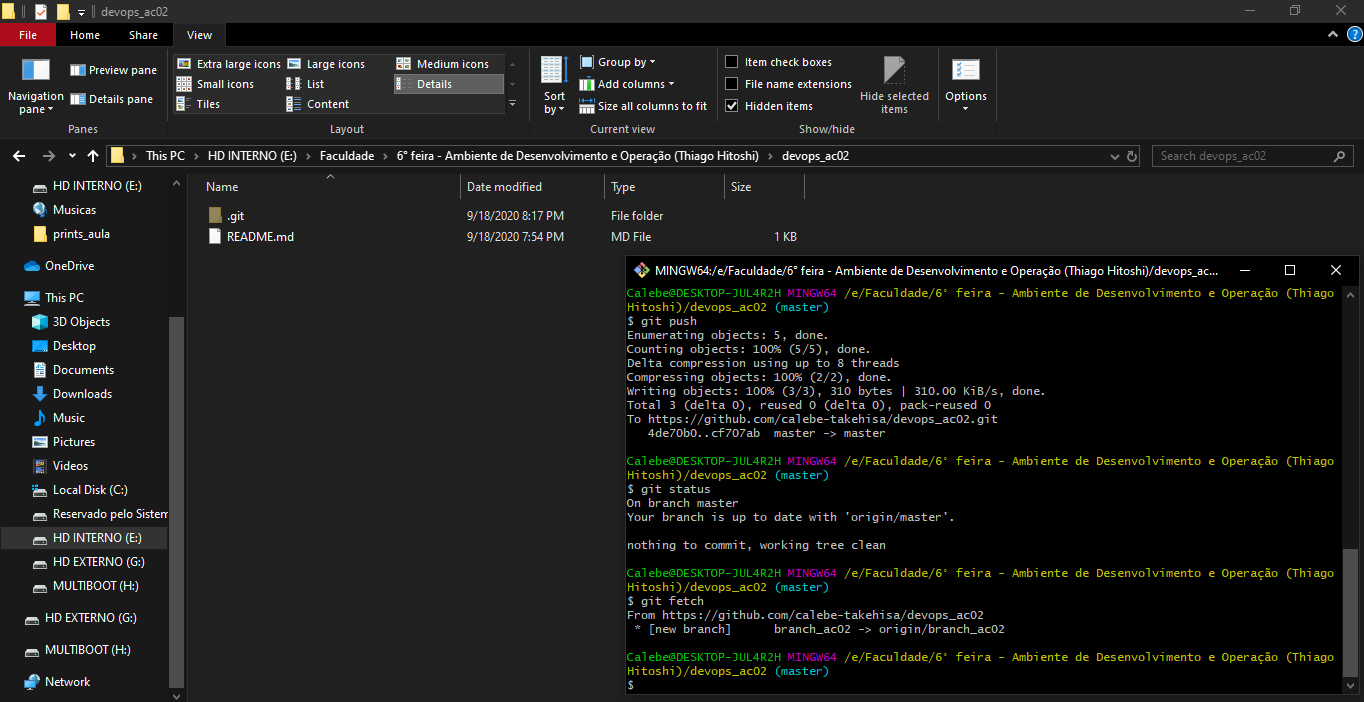 devops_ac02
File Home Share View
Navigation pane
Preview pane
Details pane
Panes
Extra large icons Large icons Medium icons
Small icons List Details
Tiles Content
Layout
Sort by
Group by
Add columns
Size all columns to fit
Current view
Item check boxes
File name extensions
Hidden items
Hide selected items
Show/hide
Options
This PC > HD INTERNO (E:) > Faculdade > 6° feira - Ambiente de Desenvolvimento e Operação (Thiago Hitoshi) > devops_ac02
Search devops_ac02
HD INTERNO (E:)
Musicas
prints_aula
OneDrive
This PC
3D Objects
Desktop
Documents
Downloads
Music
Pictures
Videos
Local Disk (C:)
Reservado pelo Sistem
HD INTERNO (E:)
HD EXTERNO (G:)
MULTIBOOT (H:)
HD EXTERNO (G:)
MULTIBOOT (H:)
Network
Name Date modified Type Size
.git 9/18/2020 8:17 PM File folder
README.md 9/18/2020 7:54 PM MD File 1 KB
MINGW64:/e/Faculdade/6° feira - Ambiente de Desenvolvimento e Operação (Thiago Hitoshi)/devops_ac...
Calebe@DESKTOP-JUL4R2H MINGW64 /e/Faculdade/6° feira - Ambiente de Desenvolvimento e Operação (Thiago
Hitoshi)/devops_ac02 (master)
$ git push
Enumerating objects: 5, done.
Counting objects: 100% (5/5), done.
Delta compression using up to 8 threads
Compressing objects: 100% (2/2), done.
Writing objects: 100% (3/3), 310 bytes | 310.00 KiB/s, done.
Total 3 (delta 0), reused 0 (delta 0), pack-reused 0
To https://github.com/calebe-takehisa/devops_ac02.git
   4de70b0..cf707ab  master -> master
Calebe@DESKTOP-JUL4R2H MINGW64 /e/Faculdade/6° feira - Ambiente de Desenvolvimento e Operação (Thiago
Hitoshi)/devops_ac02 (master)
$ git status
On branch master
Your branch is up to date with 'origin/master'.
nothing to commit, working tree clean
Calebe@DESKTOP-JUL4R2H MINGW64 /e/Faculdade/6° feira - Ambiente de Desenvolvimento e Operação (Thiago
Hitoshi)/devops_ac02 (master)
$ git fetch
From https://github.com/calebe-takehisa/devops_ac02
 * [new branch]      branch_ac02 -> origin/branch_ac02
Calebe@DESKTOP-JUL4R2H MINGW64 /e/Faculdade/6° feira - Ambiente de Desenvolvimento e Operação (Thiago
Hitoshi)/devops_ac02 (master)
$